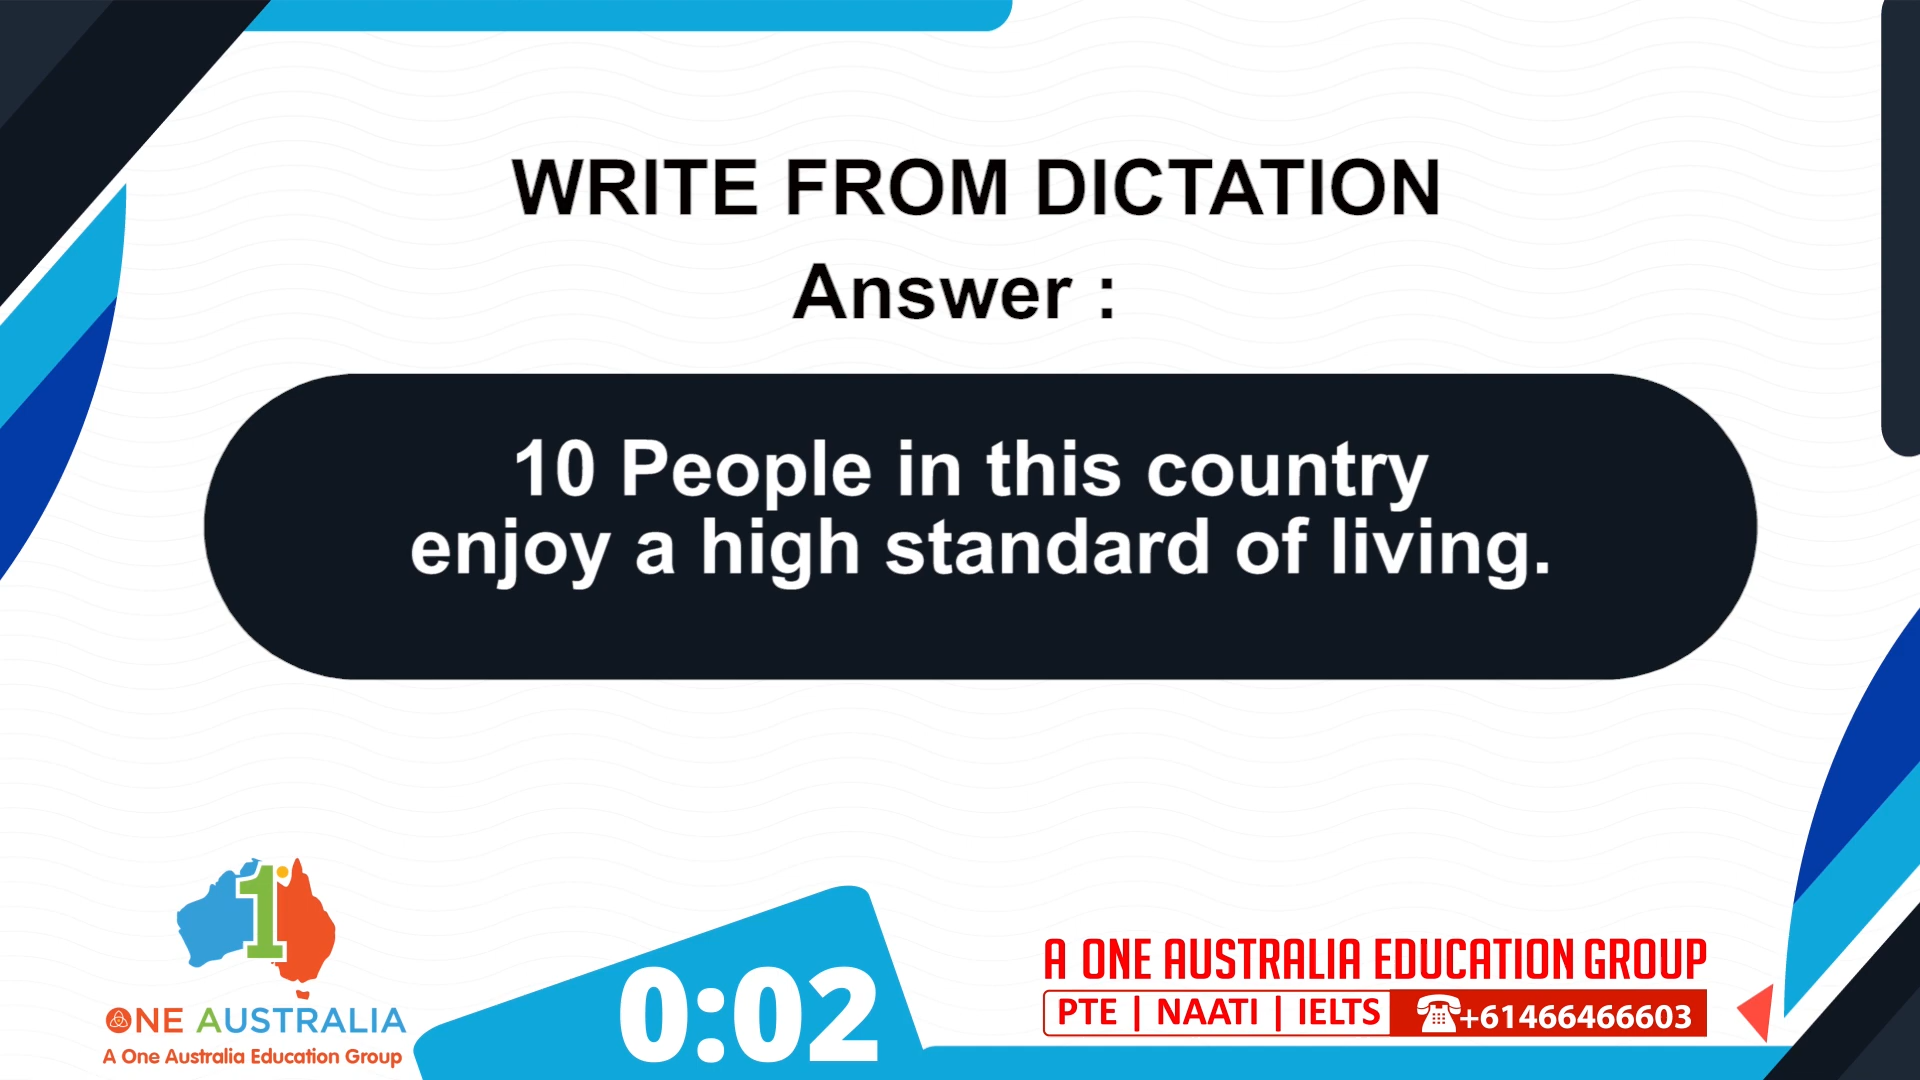 WRITE FROM DICTATION
Answer :
10 People in this country
enjoy a high standard of living.
1
ONE AUSTRALIA
A One Australia Education Group
0:02
A ONE AUSTRALIA EDUCATION GROUP
PTE | NAATI | IELTS +61466466603